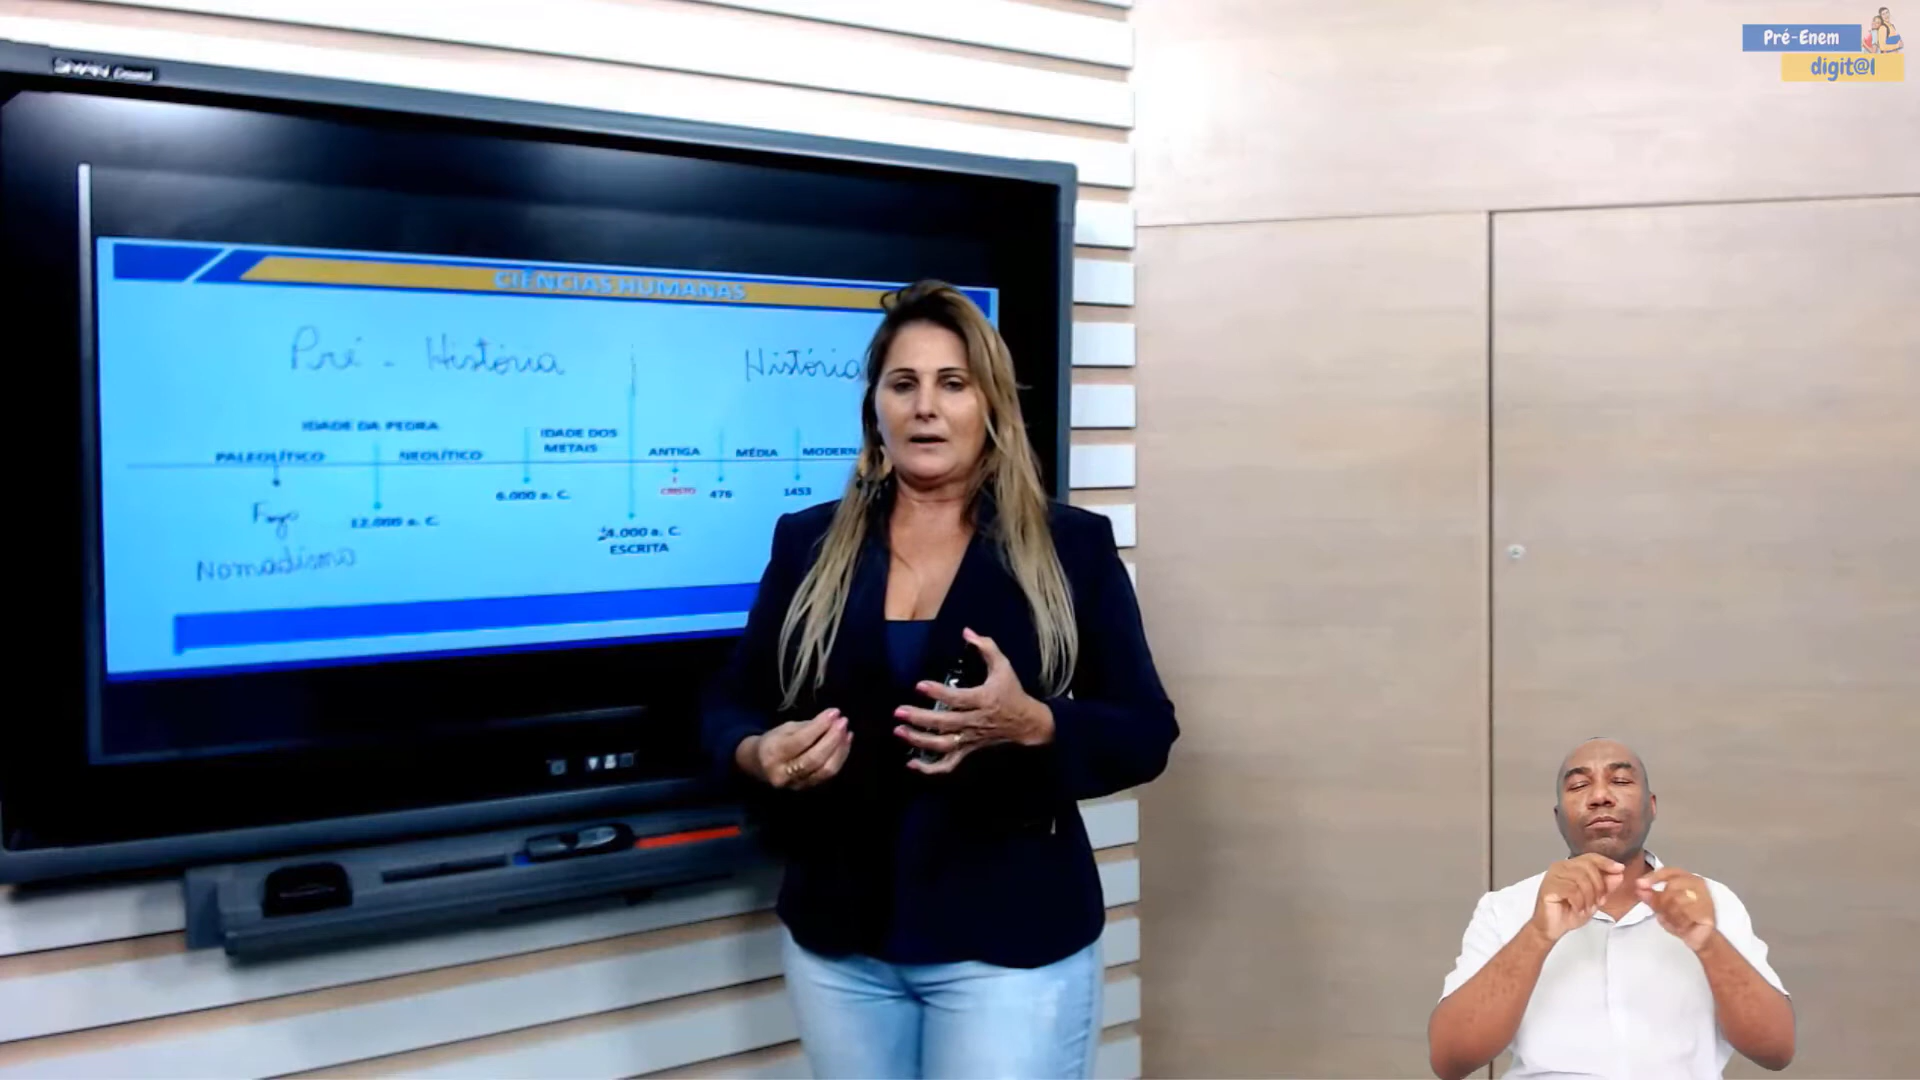 Pré-Enem
digit@l
CIÊNCIAS HUMANAS
Pré - História
História
IDADE DA PEDRA
IDADE DOS
METAIS
PALEOLÍTICO
NEOLÍTICO
ANTIGA
MÉDIA
MODERNA
CRISTO
476
1453
6.000 a. C.
12.000 a. C.
Fogo
±4.000 a. C.
ESCRITA
Nomadismo